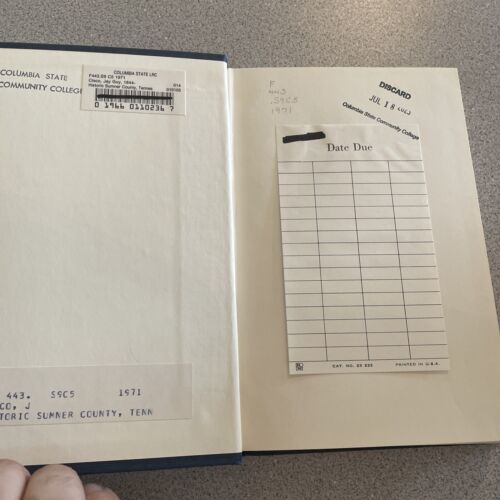 COLUMBIA STATE
COMMUNITY COLLEGE
COLUMBIA STATE LRC
F443.S9 C5 1971 014
Cisco, Jay Guy, 1844-
Historic Sumner County, Tennes
0 1966 0110236 7
443. S9C5 1971
CO, J
TORIC SUMNER COUNTY, TENN
F
443
.S9C5
1971
DISCARD
JUL 18
Columbia State Community College
Date Due
CAT. NO. 23 233 PRINTED IN U.S.A.